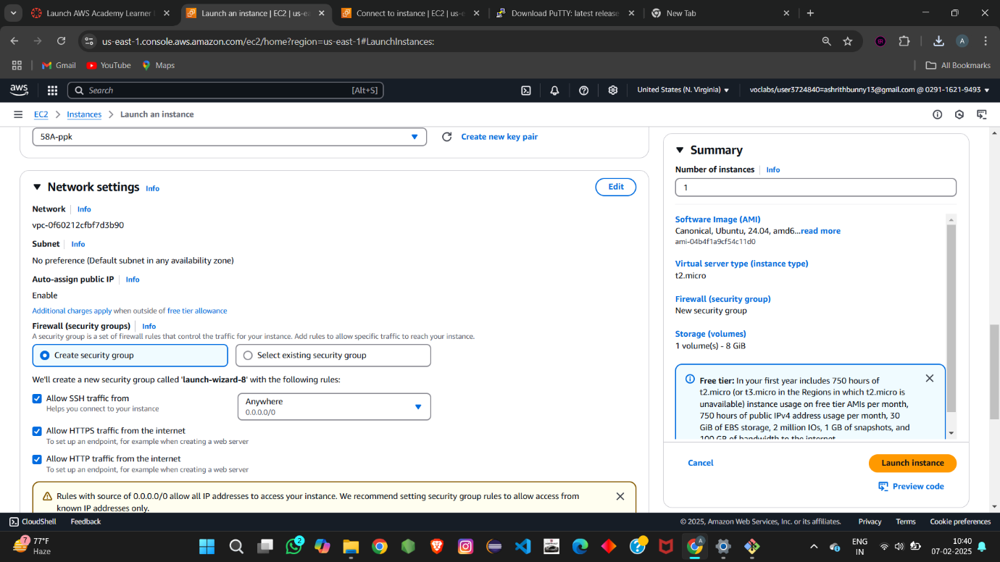 Launch AWS Academy Learner
Launch an instance | EC2 | us-ea
Connect to instance | EC2 | us-e
Download PuTTY: latest release
New Tab
us-east-1.console.aws.amazon.com/ec2/home?region=us-east-1#LaunchInstances:
A
Gmail
YouTube
Maps
All Bookmarks
aws
Search
[Alt+S]
United States (N. Virginia)
voclabs/user3724840=ashrithbunny13@gmail.com @ 0291-1621-9493
EC2
Instances
Launch an instance
58A-ppk
Create new key pair
Network settings Info
Edit
Network Info
vpc-0f60212cfbf7d3b90
Subnet Info
No preference (Default subnet in any availability zone)
Auto-assign public IP Info
Enable
Additional charges apply when outside of free tier allowance
Firewall (security groups) Info
A security group is a set of firewall rules that control the traffic for your instance. Add rules to allow specific traffic to reach your instance.
Create security group
Select existing security group
We'll create a new security group called 'launch-wizard-8' with the following rules:
Allow SSH traffic from
Helps you connect to your instance
Anywhere
0.0.0.0/0
Allow HTTPS traffic from the internet
To set up an endpoint, for example when creating a web server
Allow HTTP traffic from the internet
To set up an endpoint, for example when creating a web server
Rules with source of 0.0.0.0/0 allow all IP addresses to access your instance. We recommend setting security group rules to allow access from
known IP addresses only.
Summary
Number of instances Info
1
Software Image (AMI)
Canonical, Ubuntu, 24.04, amd6...read more
ami-04b4f1a9cf54c11d0
Virtual server type (instance type)
t2.micro
Firewall (security group)
New security group
Storage (volumes)
1 volume(s) - 8 GiB
Free tier: In your first year includes 750 hours of
t2.micro (or t3.micro in the Regions in which t2.micro is
unavailable) instance usage on free tier AMIs per month,
750 hours of public IPv4 address usage per month, 30
GiB of EBS storage, 2 million IOs, 1 GB of snapshots, and
100 GB of bandwidth to the internet.
Cancel
Launch instance
Preview code
CloudShell
Feedback
© 2025, Amazon Web Services, Inc. or its affiliates.
Privacy
Terms
Cookie preferences
7
77°F
Haze
2
A
ENG
IN
10:40
07-02-2025